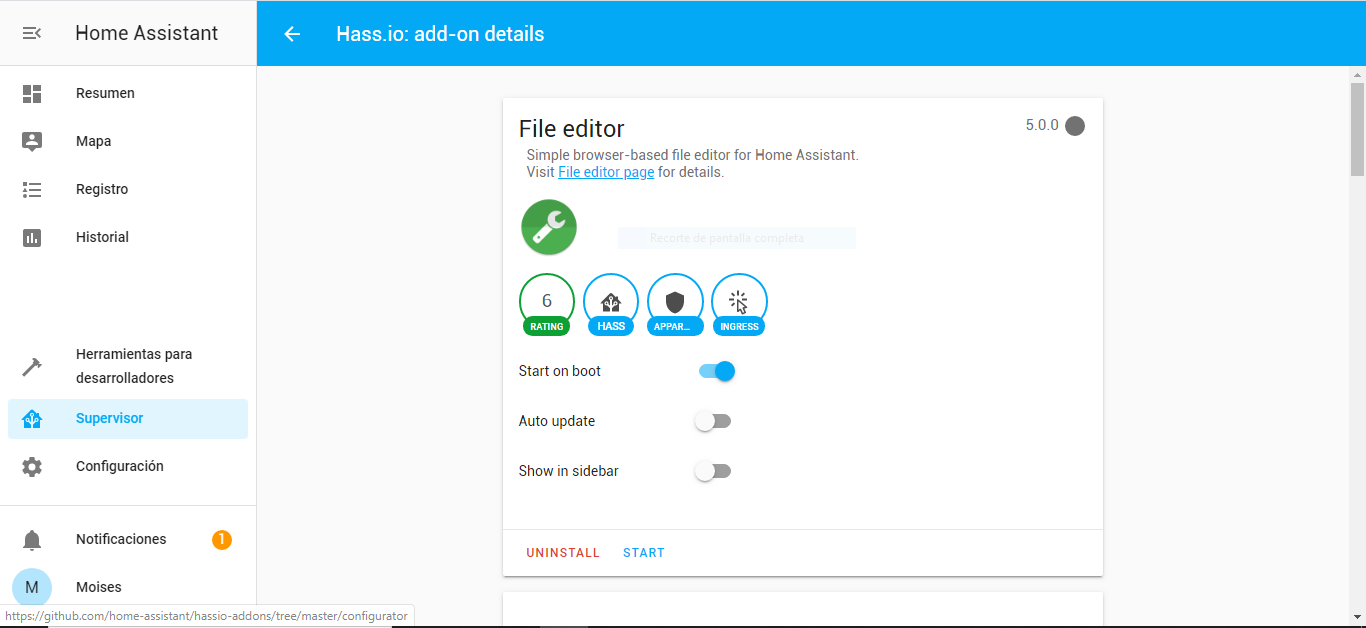 Home Assistant
Hass.io: add-on details
Resumen
Mapa
Registro
Historial
Herramientas para
desarrolladores
Supervisor
Configuración
Notificaciones
1
M
Moises
File editor
5.0.0
Simple browser-based file editor for Home Assistant.
Visit File editor page for details.
Recorte de pantalla completa
6
RATING
HASS
APPAR...
INGRESS
Start on boot
Auto update
Show in sidebar
UNINSTALL
START
https://github.com/home-assistant/hassio-addons/tree/master/configurator